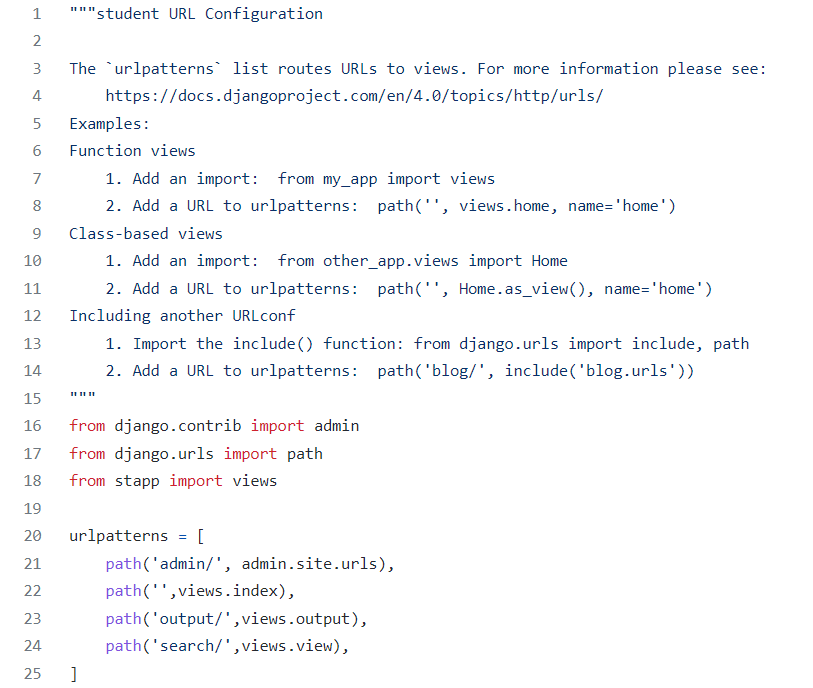 1 """student URL Configuration
2
3 The `urlpatterns` list routes URLs to views. For more information please see:
4     https://docs.djangoproject.com/en/4.0/topics/http/urls/
5 Examples:
6 Function views
7     1. Add an import:  from my_app import views
8     2. Add a URL to urlpatterns:  path('', views.home, name='home')
9 Class-based views
10     1. Add an import:  from other_app.views import Home
11     2. Add a URL to urlpatterns:  path('', Home.as_view(), name='home')
12 Including another URLconf
13     1. Import the include() function: from django.urls import include, path
14     2. Add a URL to urlpatterns:  path('blog/', include('blog.urls'))
15 """
16 from django.contrib import admin
17 from django.urls import path
18 from stapp import views
19
20 urlpatterns = [
21     path('admin/', admin.site.urls),
22     path('',views.index),
23     path('output/',views.output),
24     path('search/',views.view),
25 ]